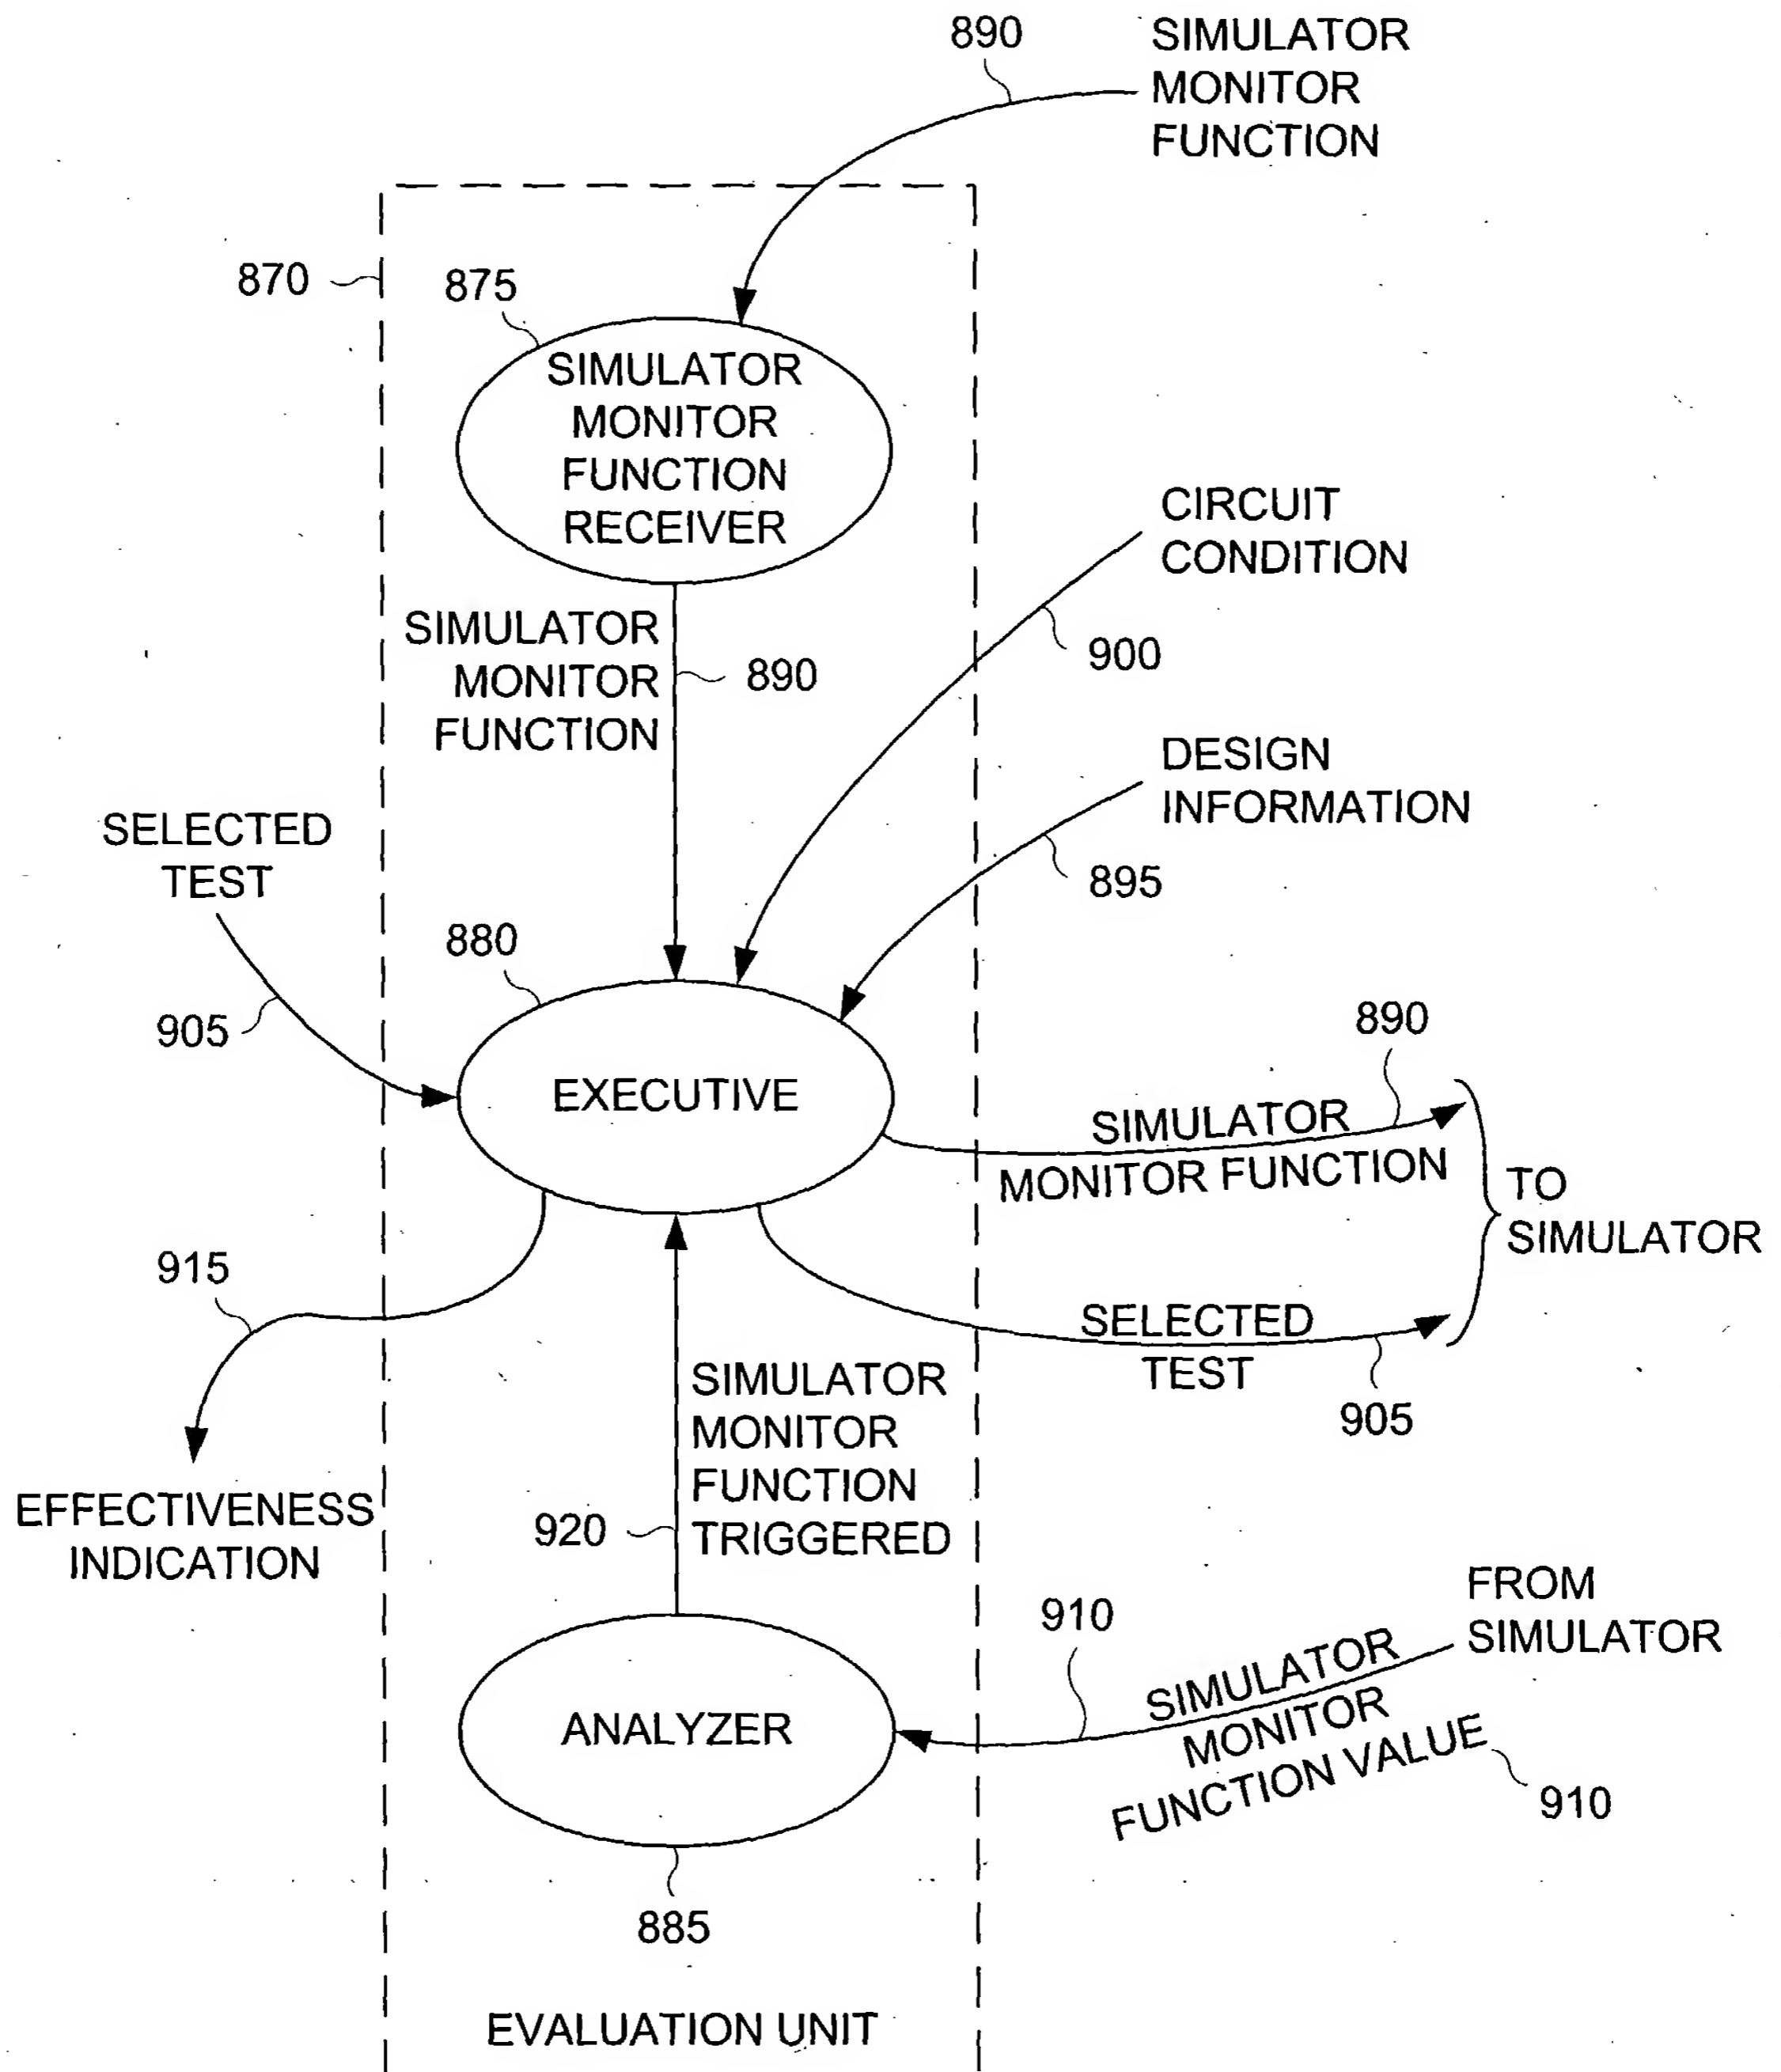 890
SIMULATOR
MONITOR
FUNCTION
870
875
SIMULATOR
MONITOR
FUNCTION
RECEIVER
CIRCUIT
CONDITION
900
SIMULATOR
MONITOR
FUNCTION
890
DESIGN
INFORMATION
895
SELECTED
TEST
905
880
EXECUTIVE
890
SIMULATOR
MONITOR FUNCTION
TO
SIMULATOR
915
SELECTED
TEST
905
EFFECTIVENESS
INDICATION
SIMULATOR
MONITOR
FUNCTION
TRIGGERED
920
FROM
SIMULATOR
910
SIMULATOR
MONITOR
FUNCTION VALUE
910
ANALYZER
885
EVALUATION UNIT